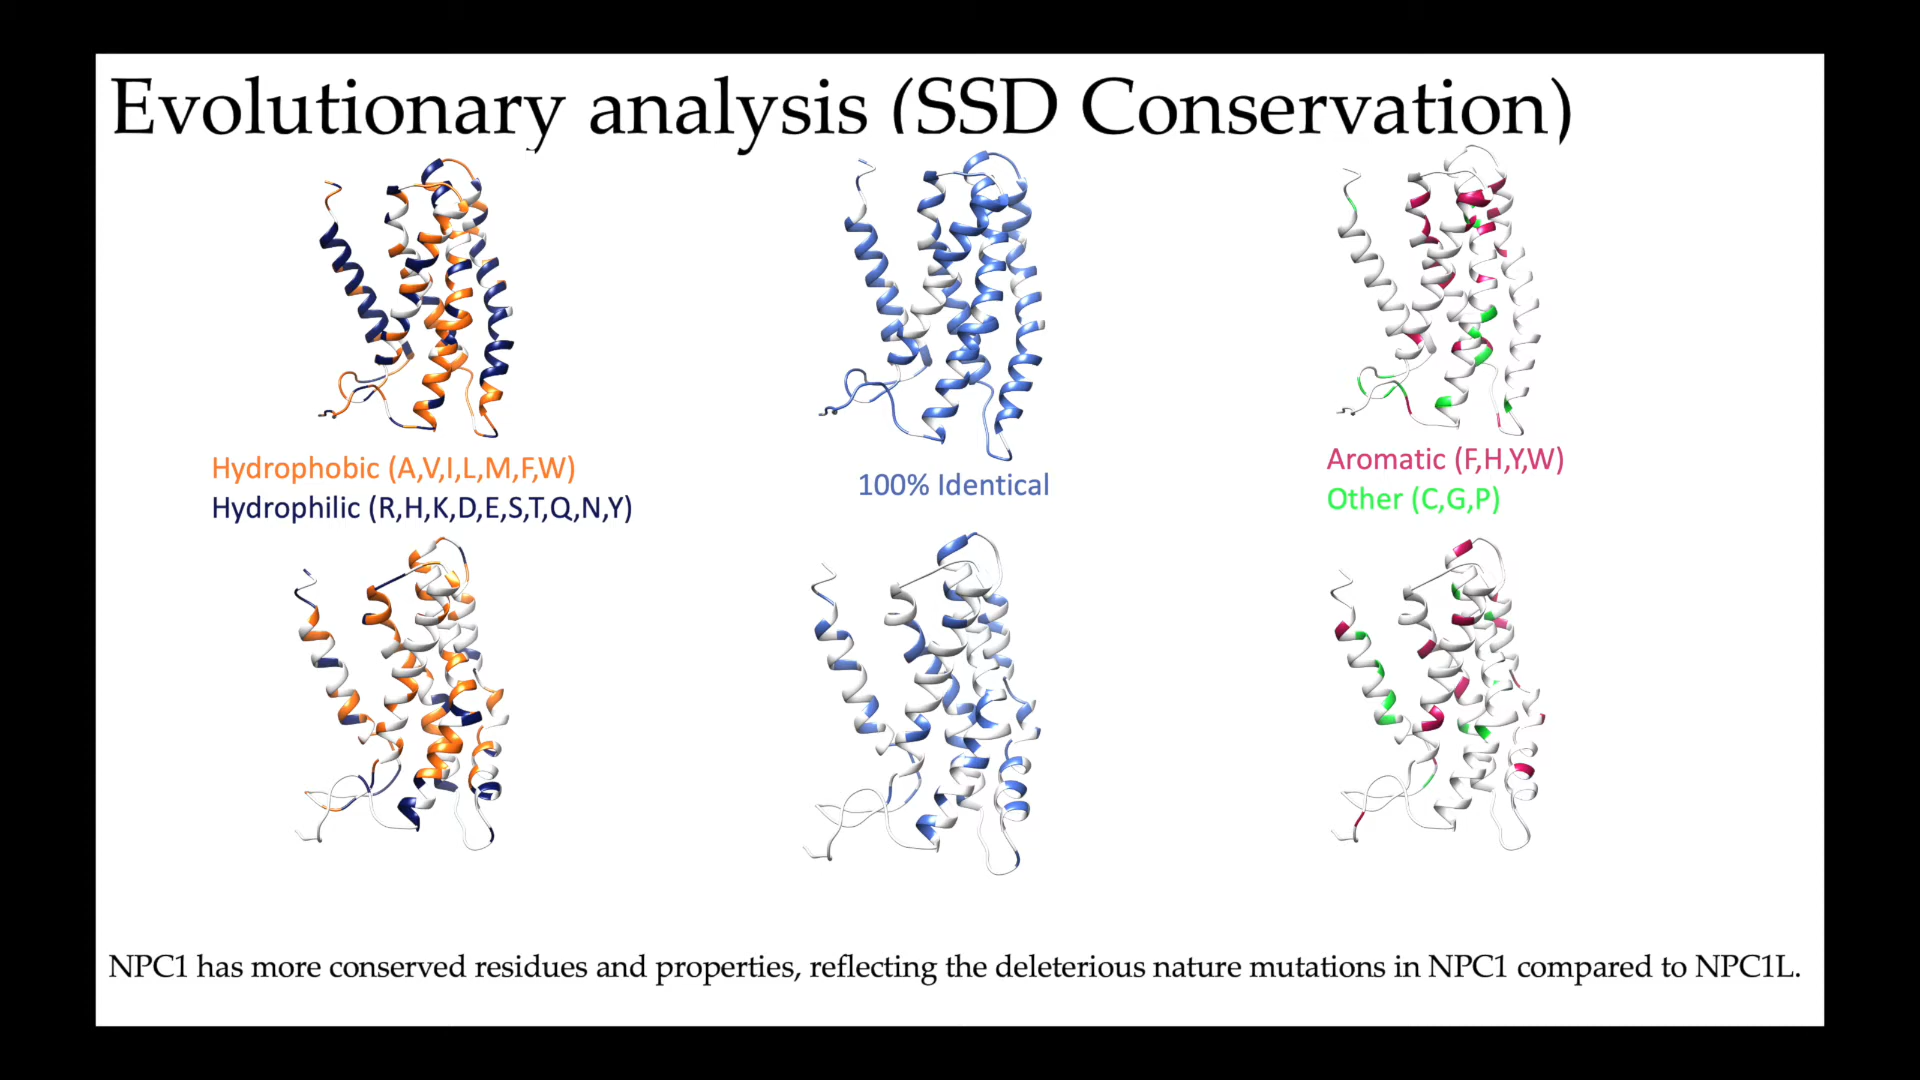 Evolutionary analysis (SSD Conservation)
Hydrophobic (A,V,I,L,M,F,W)
Hydrophilic (R,H,K,D,E,S,T,Q,N,Y)
100% Identical
Aromatic (F,H,Y,W)
Other (C,G,P)
NPC1 has more conserved residues and properties, reflecting the deleterious nature mutations in NPC1 compared to NPC1L.